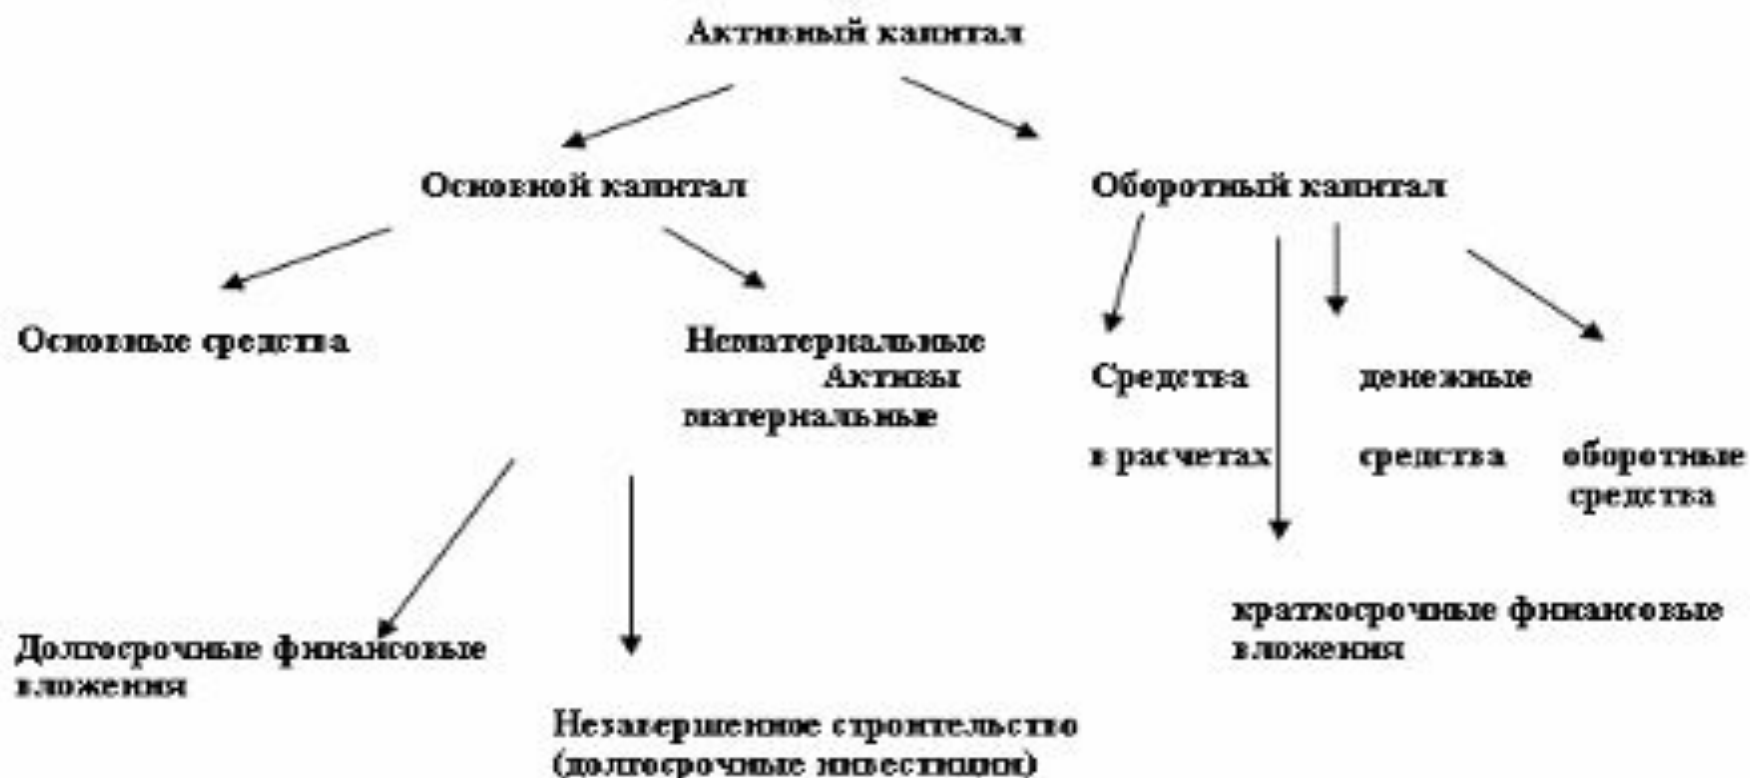 Активный капитал
Основной капитал
Оборотный капитал
Основные средства
Нематериальные
Активы
материальные
Средства
в расчетах
денежные
средства
оборотные
средства
Долгосрочные финансовые
вложения
краткосрочные финансовые
вложения
Незавершенное строительство
(долгосрочные инвестиции)